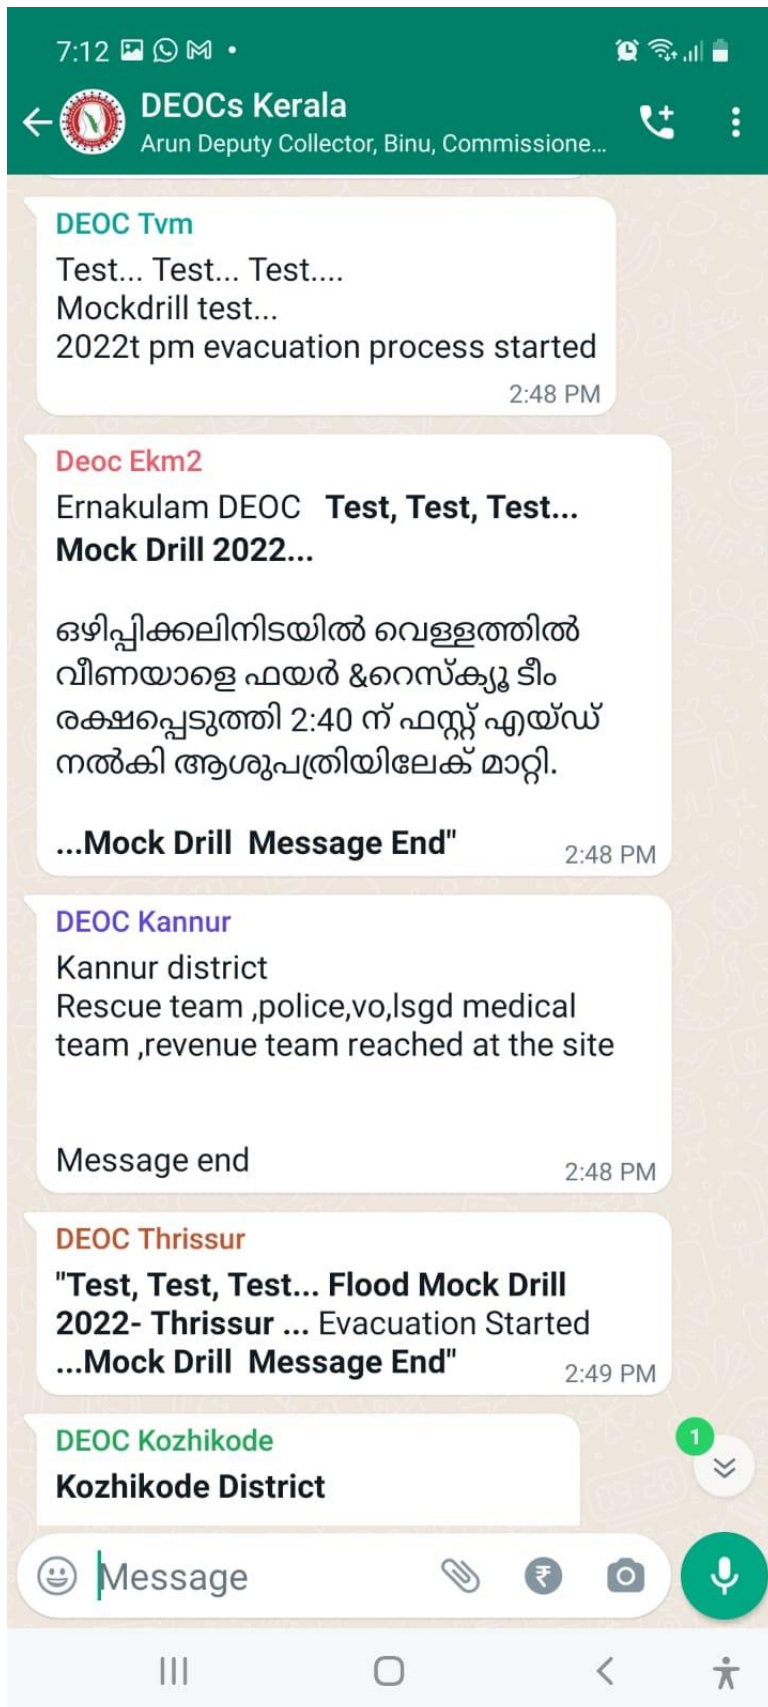 7:12
DEOCs Kerala
Arun Deputy Collector, Binu, Commissione...
DEOC Tvm
Test... Test... Test....
Mockdrill test...
2022t pm evacuation process started
2:48 PM
Deoc Ekm2
Ernakulam DEOC Test, Test, Test...
Mock Drill 2022...
ഒഴിപ്പിക്കലിനിടയിൽ വെള്ളത്തിൽ
വീണയാളെ ഫയർ &റെസ്ക്യൂ ടീം
രക്ഷപ്പെടുത്തി 2:40 ന് ഫസ്റ്റ് എയ്ഡ്
നൽകി ആശുപത്രിയിലേക് മാറ്റി.
...Mock Drill Message End"
2:48 PM
DEOC Kannur
Kannur district
Rescue team ,police,vo,lsgd medical
team ,revenue team reached at the site
Message end
2:48 PM
DEOC Thrissur
"Test, Test, Test... Flood Mock Drill
2022- Thrissur ... Evacuation Started
...Mock Drill Message End"
2:49 PM
DEOC Kozhikode
1
Kozhikode District
Message